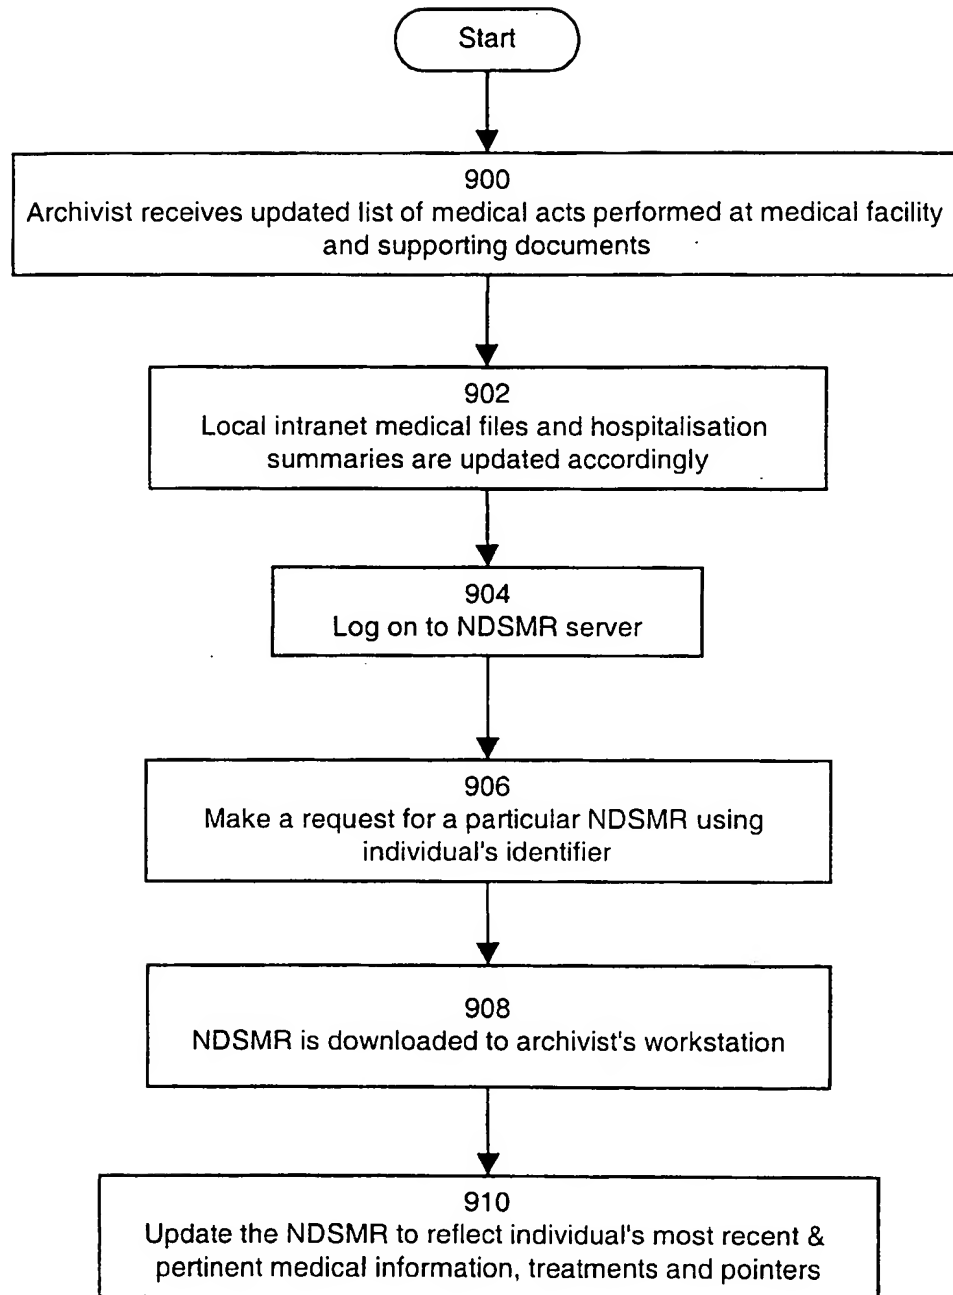 Start
900
Archivist receives updated list of medical acts performed at medical facility
and supporting documents
902
Local intranet medical files and hospitalisation
summaries are updated accordingly
904
Log on to NDSMR server
906
Make a request for a particular NDSMR using
individual's identifier
908
NDSMR is downloaded to archivist's workstation
910
Update the NDSMR to reflect individual's most recent &
pertinent medical information, treatments and pointers